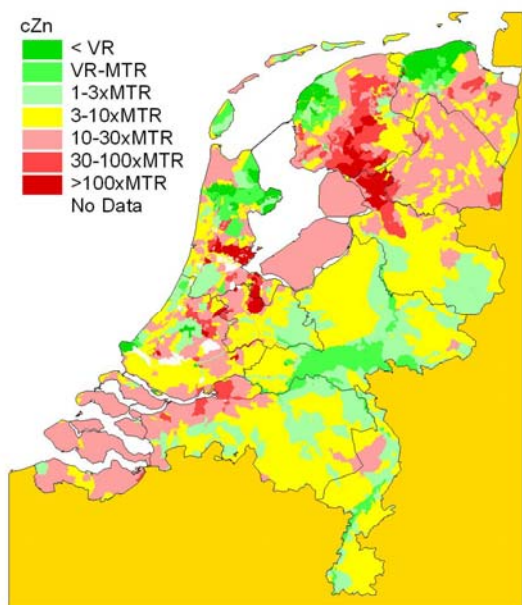 cZn
< VR
VR-MTR
1-3xMTR
3-10xMTR
10-30xMTR
30-100xMTR
>100xMTR
No Data